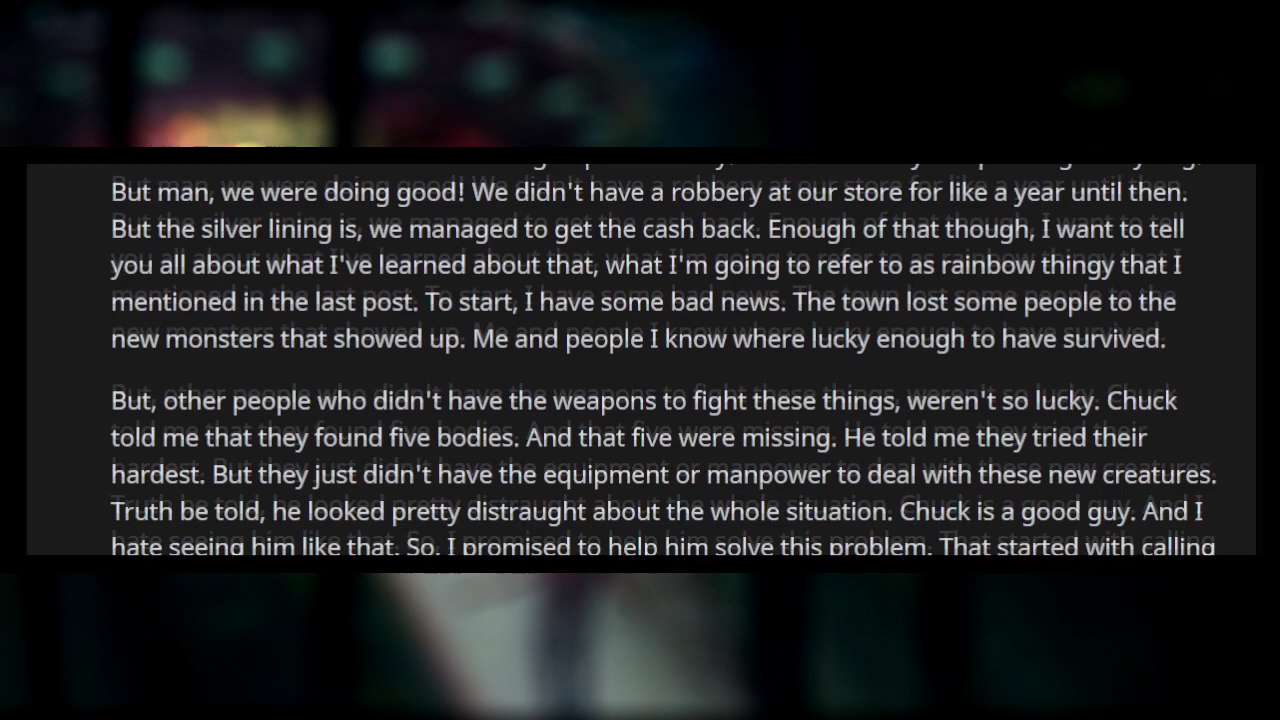 But man, we were doing good! We didn't have a robbery at our store for like a year until then.
But the silver lining is, we managed to get the cash back. Enough of that though, I want to tell
you all about what I've learned about that, what I'm going to refer to as rainbow thingy that I
mentioned in the last post. To start, I have some bad news. The town lost some people to the
new monsters that showed up. Me and people I know where lucky enough to have survived.
But, other people who didn't have the weapons to fight these things, weren't so lucky. Chuck
told me that they found five bodies. And that five were missing. He told me they tried their
hardest. But they just didn't have the equipment or manpower to deal with these new creatures.
Truth be told, he looked pretty distraught about the whole situation. Chuck is a good guy. And I
hate seeing him like that. So, I promised to help him solve this problem. That started with calling